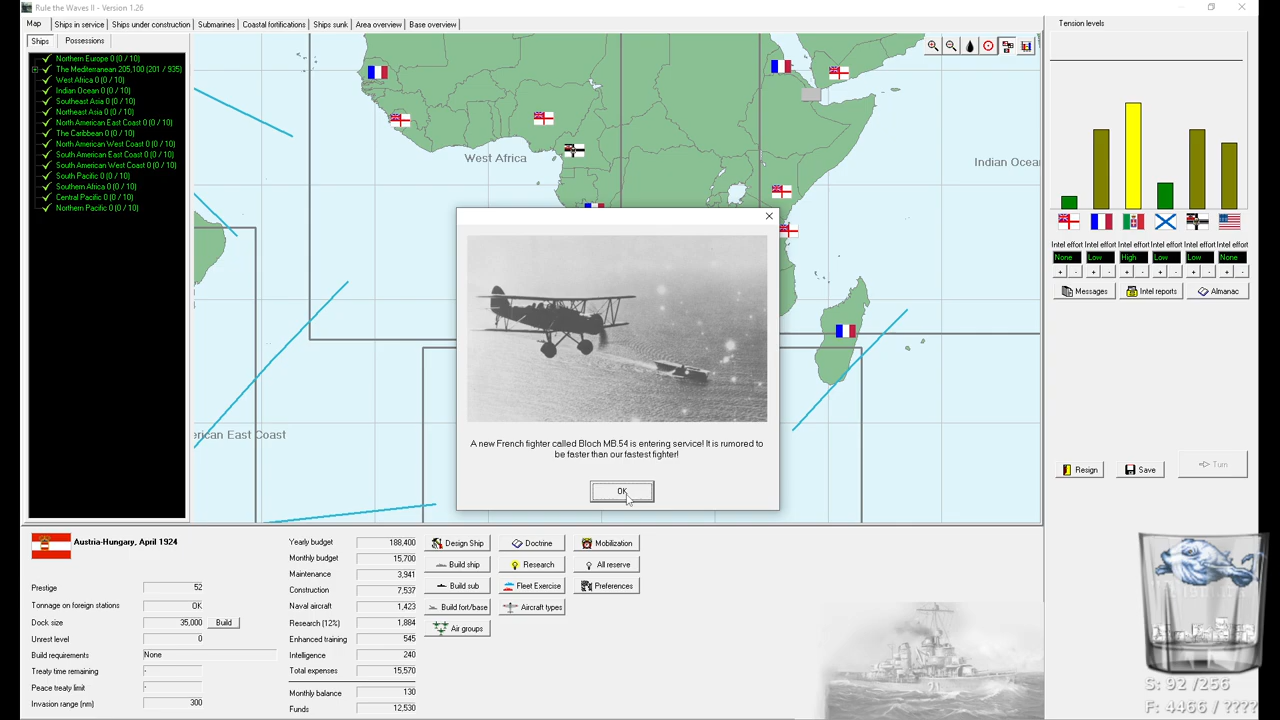 Rule the Waves II - Version 1.26
Map
Ships in service
Ships under construction
Submarines
Coastal fortifications
Ships sunk
Area overview
Base overview
Ships
Possessions
Northern Europe 0 (0 / 10)
The Mediterranean 205,100 (201 / 935)
West Africa 0 (0 / 10)
Indian Ocean 0 (0 / 10)
Southeast Asia 0 (0 / 10)
Northeast Asia 0 (0 / 10)
North American East Coast 0 (0 / 10)
The Caribbean 0 (0 / 10)
North American West Coast 0 (0 / 10)
South American East Coast 0 (0 / 10)
South American West Coast 0 (0 / 10)
South Pacific 0 (0 / 10)
Southern Africa 0 (0 / 10)
Central Pacific 0 (0 / 10)
Northern Pacific 0 (0 / 10)
West Africa
Indian Ocea
erican East Coast
A new French fighter called Bloch MB.54 is entering service! It is rumored to
be faster than our fastest fighter!
OK
Tension levels
Intel effort Intel effort Intel effort Intel effort Intel effort Intel effort
None Low High Low Low None
+ - + - + - + - + - + -
Messages
Intel reports
Almanac
Resign
Save
Turn
Austria-Hungary, April 1924
Prestige 52
Tonnage on foreign stations OK
Dock size 35,000 Build
Unrest level 0
Build requirements None
Treaty time remaining -
Peace treaty limit -
Invasion range (nm) 300
Yearly budget 188,400
Monthly budget 15,700
Maintenance 3,941
Construction 7,537
Naval aircraft 1,423
Research (12%) 1,884
Enhanced training 545
Intelligence 240
Total expenses 15,570
Monthly balance 130
Funds 12,530
Design Ship
Doctrine
Mobilization
Build ship
Research
All reserve
Build sub
Fleet Exercise
Preferences
Build fort/base
Aircraft types
Air groups
S: 92 /256
F: 4466 / ????